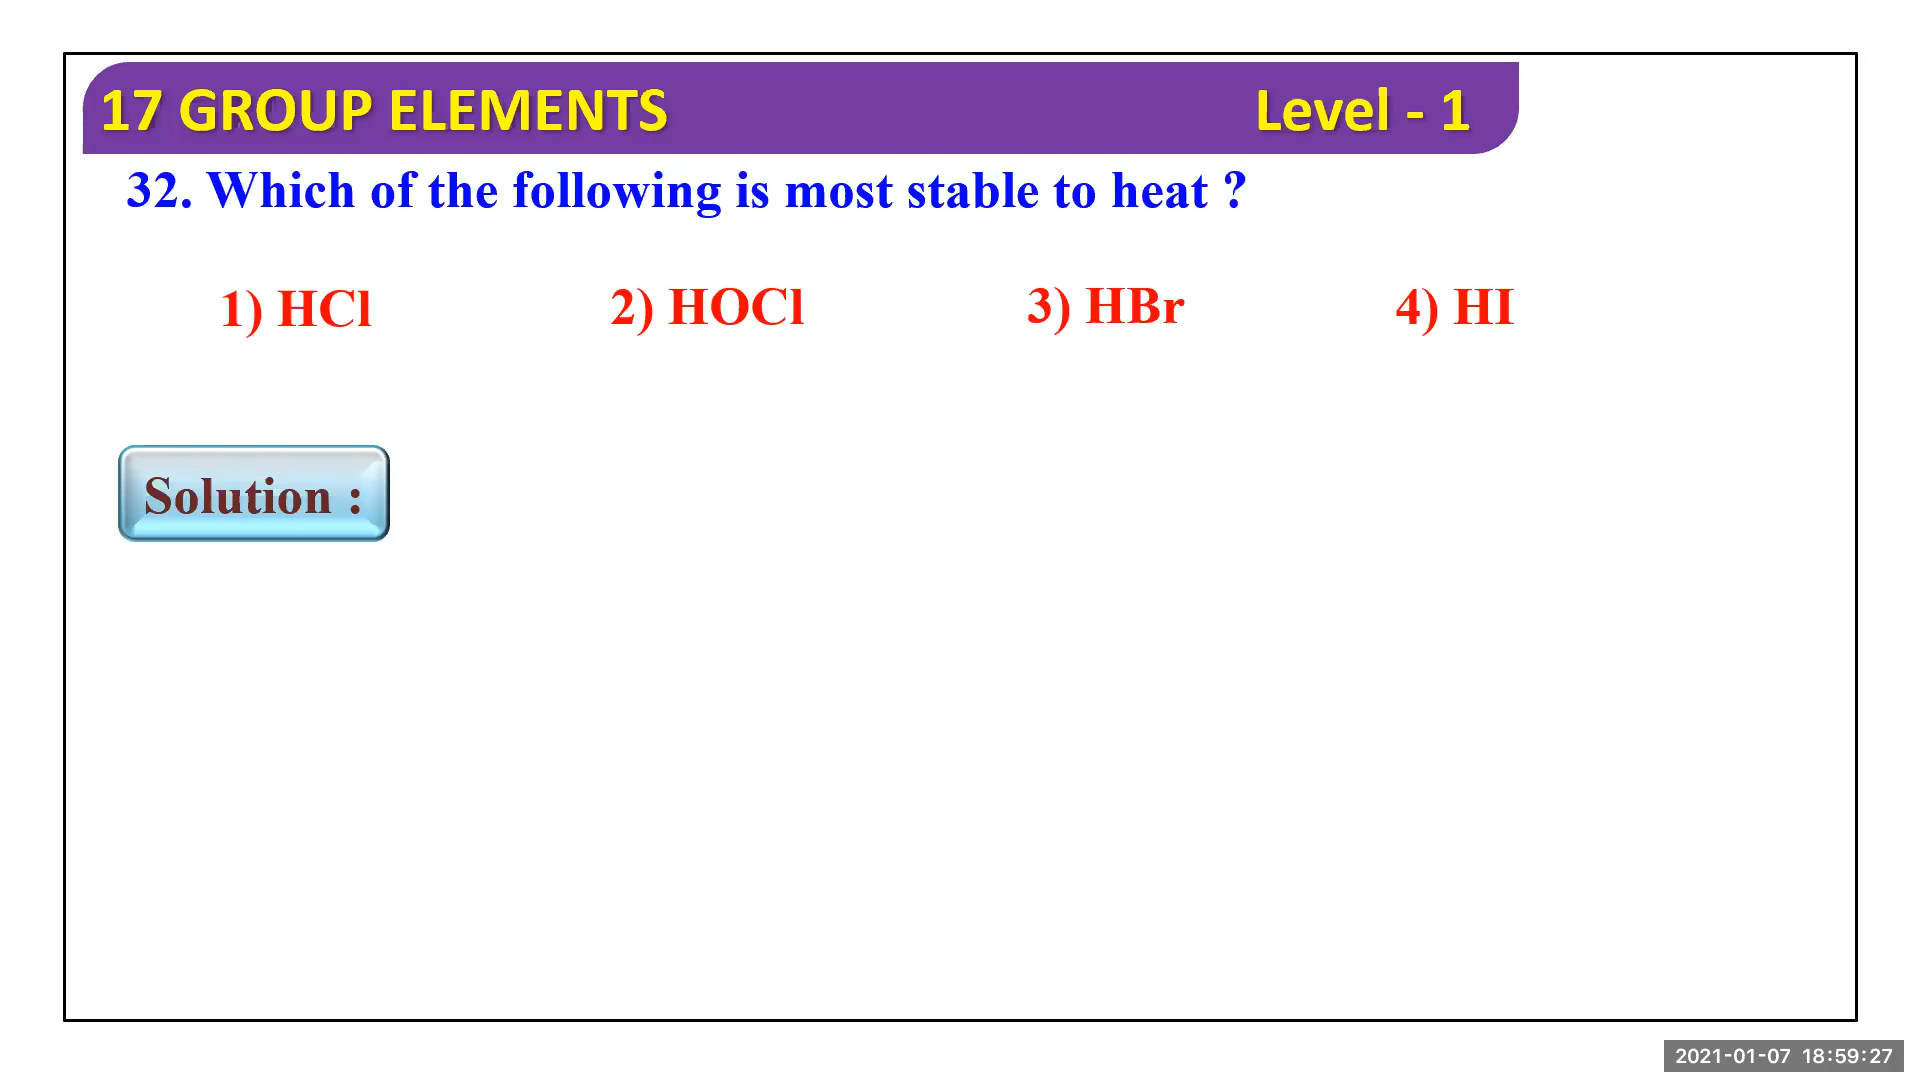 17 GROUP ELEMENTS Level - 1
32. Which of the following is most stable to heat ?
1) HCl 2) HOCl 3) HBr 4) HI
Solution :
2021-01-07 18:59:27